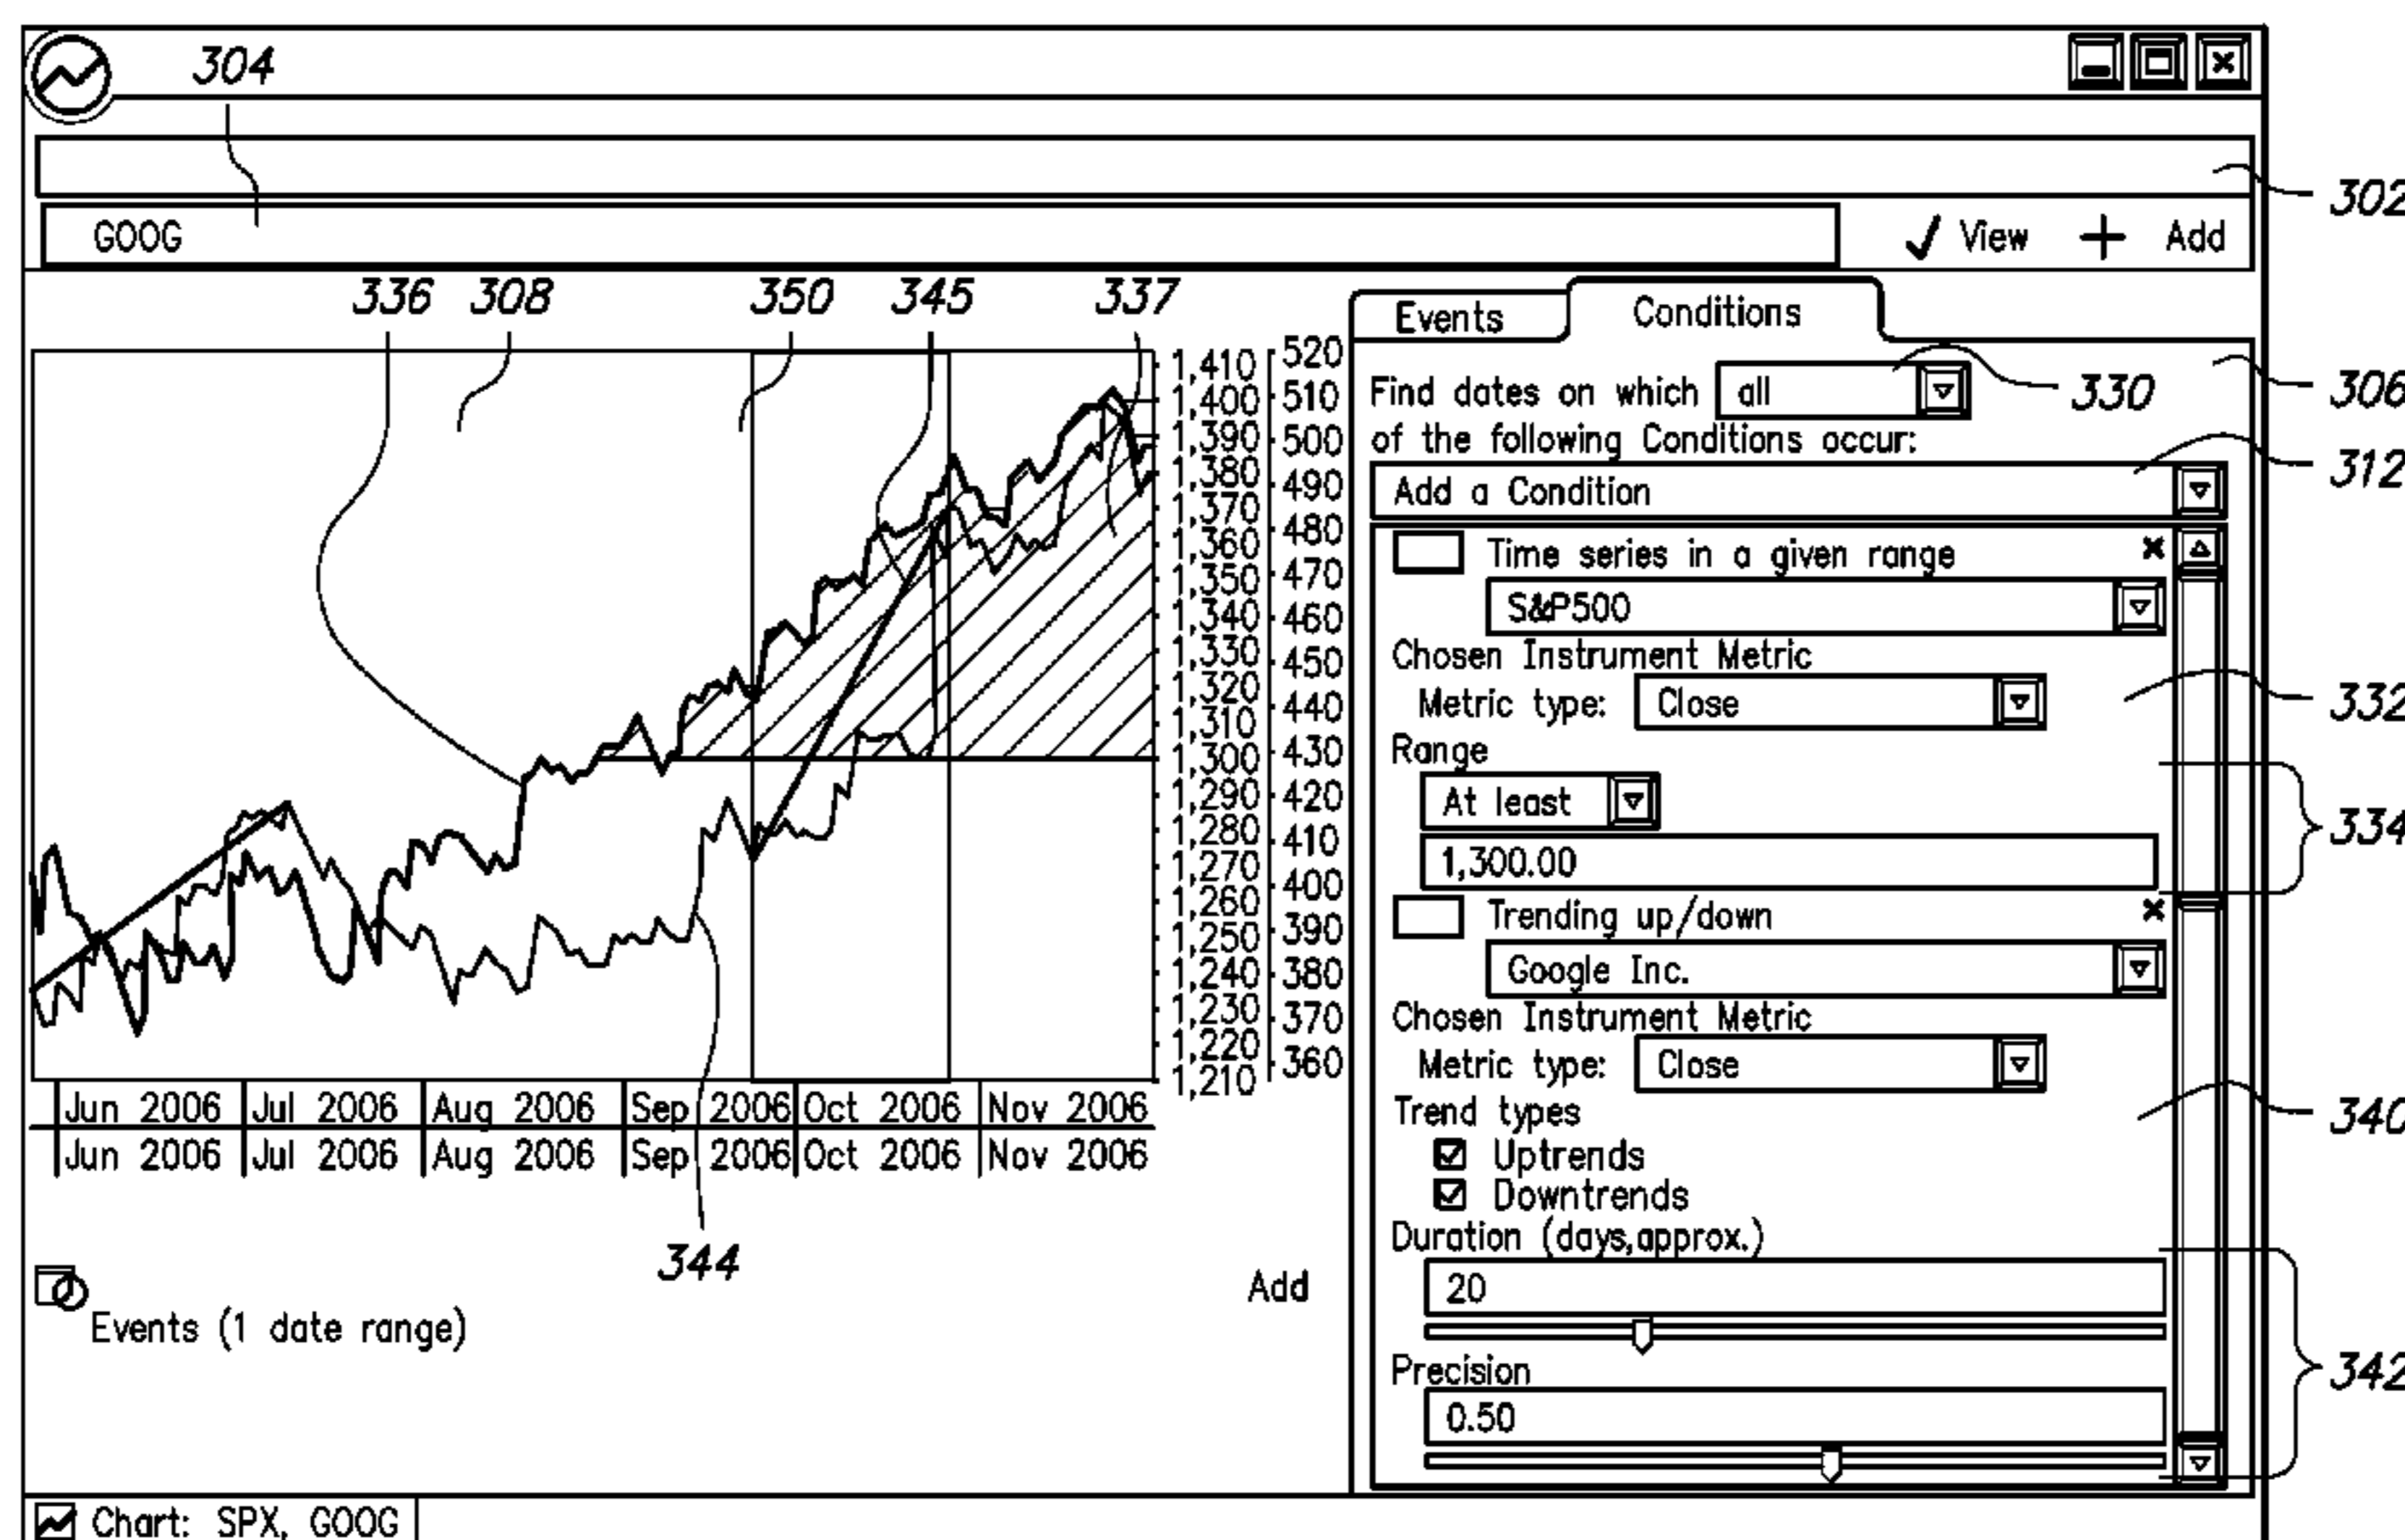 304
302
GOOG
View + Add
336 308 350 345 337
Events Conditions
Find dates on which all
330
306
of the following Conditions occur:
312
Add a Condition
Time series in a given range
S&P500
Chosen Instrument Metric
Metric type: Close
332
Range
At least
334
1,300.00
Trending up/down
Google Inc.
Chosen Instrument Metric
Metric type: Close
Trend types
340
Uptrends
Downtrends
Duration (days,approx.)
20
342
Precision
0.50
1,410
1,400
1,390
1,380
1,370
1,360
1,350
1,340
1,330
1,320
1,310
1,300
1,290
1,280
1,270
1,260
1,250
1,240
1,230
1,220
1,210
520
510
500
490
480
470
460
450
440
430
420
410
400
390
380
370
360
Jun 2006 Jul 2006 Aug 2006 Sep 2006 Oct 2006 Nov 2006
Jun 2006 Jul 2006 Aug 2006 Sep 2006 Oct 2006 Nov 2006
344
Add
Events (1 date range)
Chart: SPX, GOOG